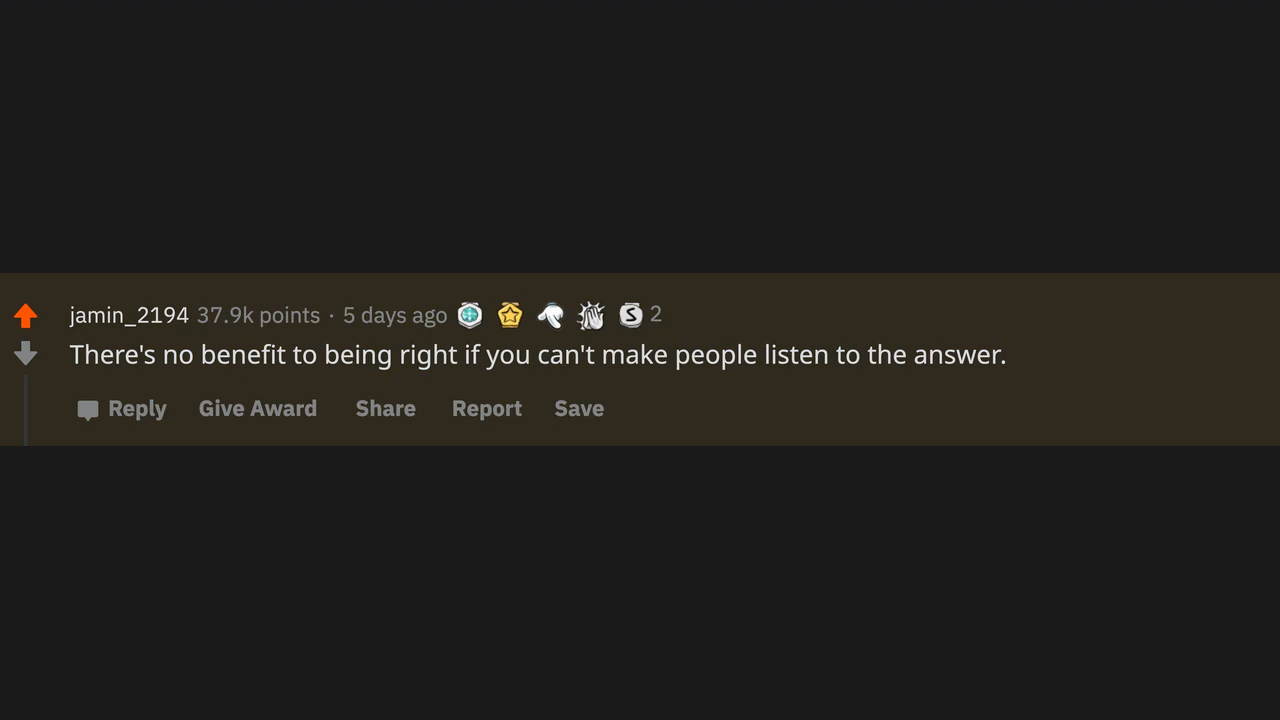 jamin_2194 37.9k points · 5 days ago S 2
There's no benefit to being right if you can't make people listen to the answer.
Reply Give Award Share Report Save